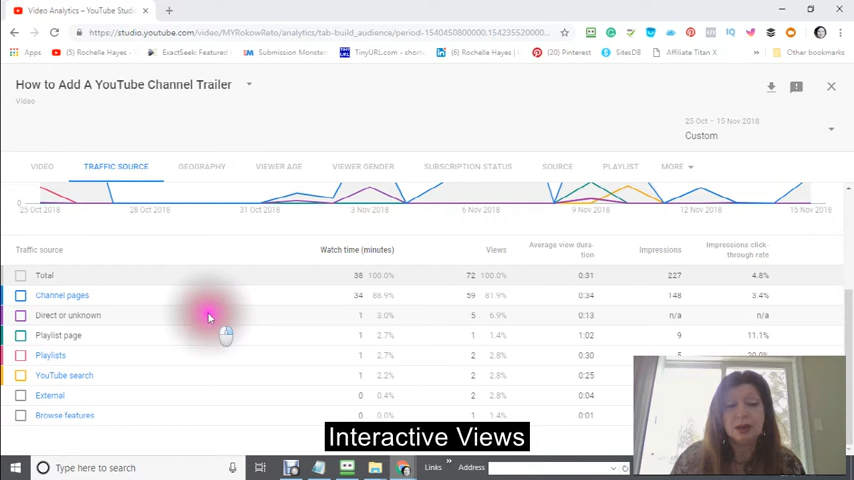 Video Analytics – YouTube Studio
https://studio.youtube.com/video/MYRokowReto/analytics/tab-build_audience/period-1540450800000,1542355200000
Apps (5) Rochelle Hayes ExactSeek: Featured Submission Monster TinyURL.com - short (6) Rochelle Hayes | Li (20) Pinterest SitesDB Affiliate Titan X Other bookmarks
How to Add A YouTube Channel Trailer
Video
25 Oct – 15 Nov 2018
Custom
VIDEO TRAFFIC SOURCE GEOGRAPHY VIEWER AGE VIEWER GENDER SUBSCRIPTION STATUS SOURCE PLAYLIST MORE
0
25 Oct 2018 28 Oct 2018 31 Oct 2018 3 Nov 2018 6 Nov 2018 9 Nov 2018 12 Nov 2018 15 Nov 2018
Traffic source Watch time (minutes) Views Average view dura-tion Impressions Impressions click-through rate
Total 38 100.0% 72 100.0% 0:31 227 4.8%
Channel pages 34 88.9% 59 81.9% 0:34 148 3.4%
Direct or unknown 1 3.0% 5 6.9% 0:13 n/a n/a
Playlist page 1 2.7% 1 1.4% 1:02 9 11.1%
Playlists 1 2.7% 2 2.8% 0:30 5 20.0%
YouTube search 1 2.2% 2 2.8% 0:25
External 0 0.4% 2 2.8% 0:04
Browse features 0 0.0% 1 1.4% 0:01
Interactive Views
Type here to search Links Address